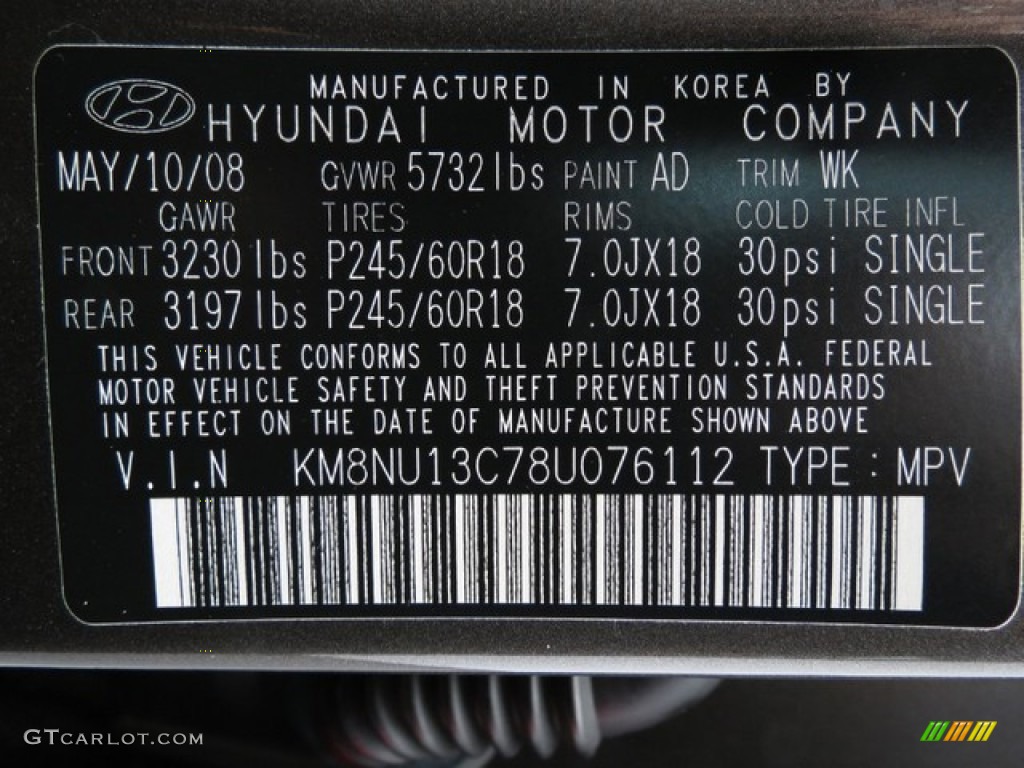 MANUFACTURED IN KOREA BY
HYUNDAI MOTOR COMPANY
MAY/10/08 GVWR 5732lbs PAINT AD TRIM WK
GAWR TIRES RIMS COLD TIRE INFL
FRONT 3230lbs P245/60R18 7.0JX18 30psi SINGLE
REAR 3197lbs P245/60R18 7.0JX18 30psi SINGLE
THIS VEHICLE CONFORMS TO ALL APPLICABLE U.S.A. FEDERAL
MOTOR VEHICLE SAFETY AND THEFT PREVENTION STANDARDS
IN EFFECT ON THE DATE OF MANUFACTURE SHOWN ABOVE
V.I.N KM8NU13C78U076112 TYPE : MPV
GTCARLOT.COM